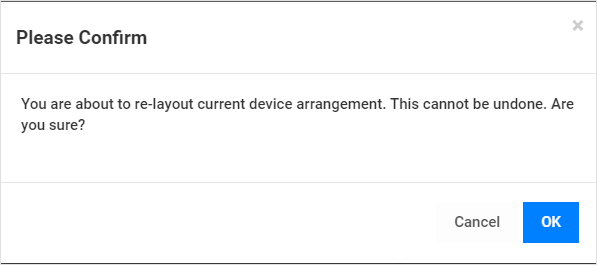 Please Confirm
×
You are about to re-layout current device arrangement. This cannot be undone. Are
you sure?
Cancel
OK